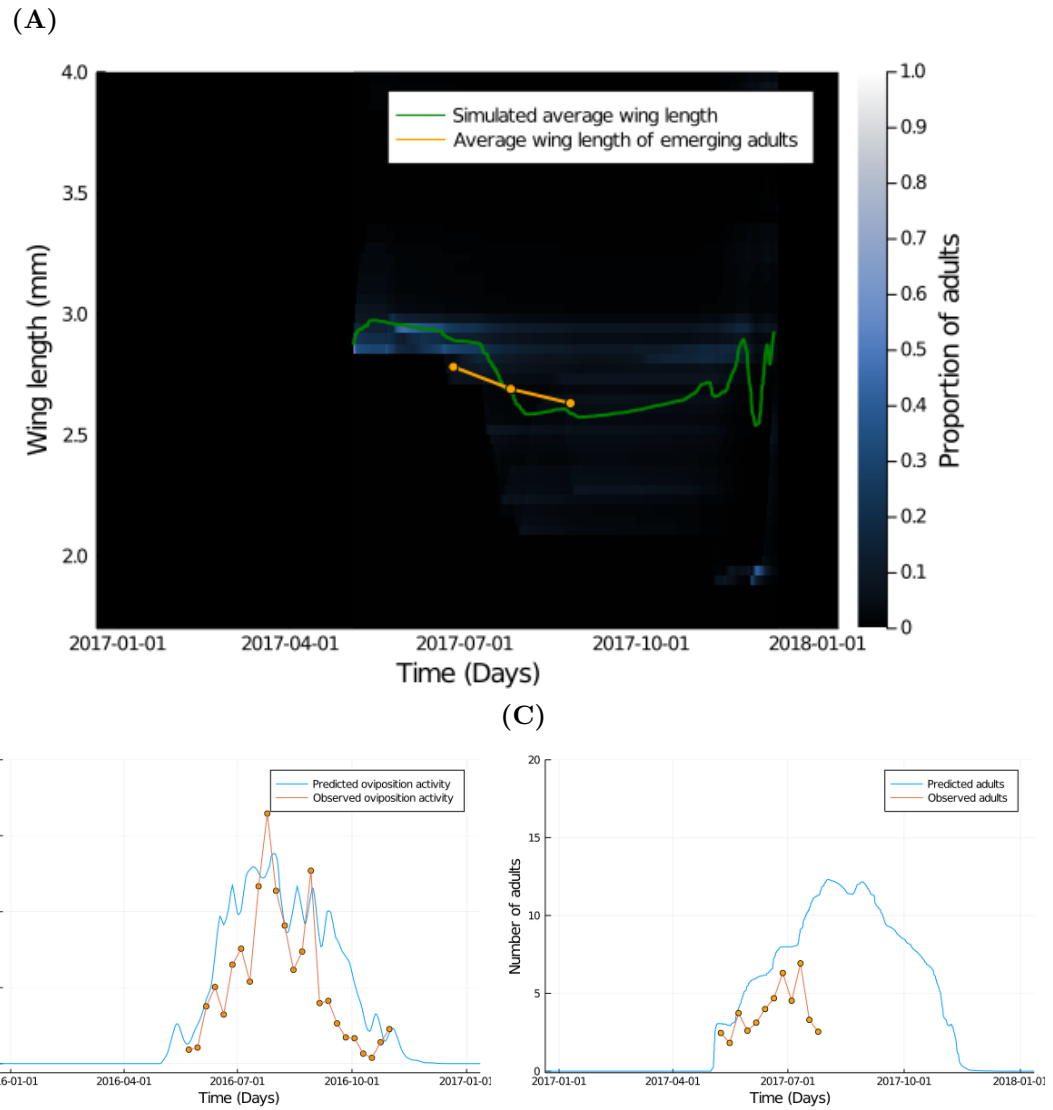 (A)
4.0
3.5
3.0
2.5
2.0
Wing length (mm)
Simulated average wing length
Average wing length of emerging adults
2017-01-01
2017-04-01
2017-07-01
2017-10-01
2018-01-01
Time (Days)
1.0
0.9
0.8
0.7
0.6
0.5
0.4
0.3
0.2
0.1
0
Proportion of adults
(C)
Predicted oviposition activity
Observed oviposition activity
6-01-01
2016-04-01
2016-07-01
2016-10-01
2017-01-
Time (Days)
20
15
10
5
0
Number of adults
Predicted adults
Observed adults
2017-01-01
2017-04-01
2017-07-01
2017-10-01
2018-01-0
Time (Days)